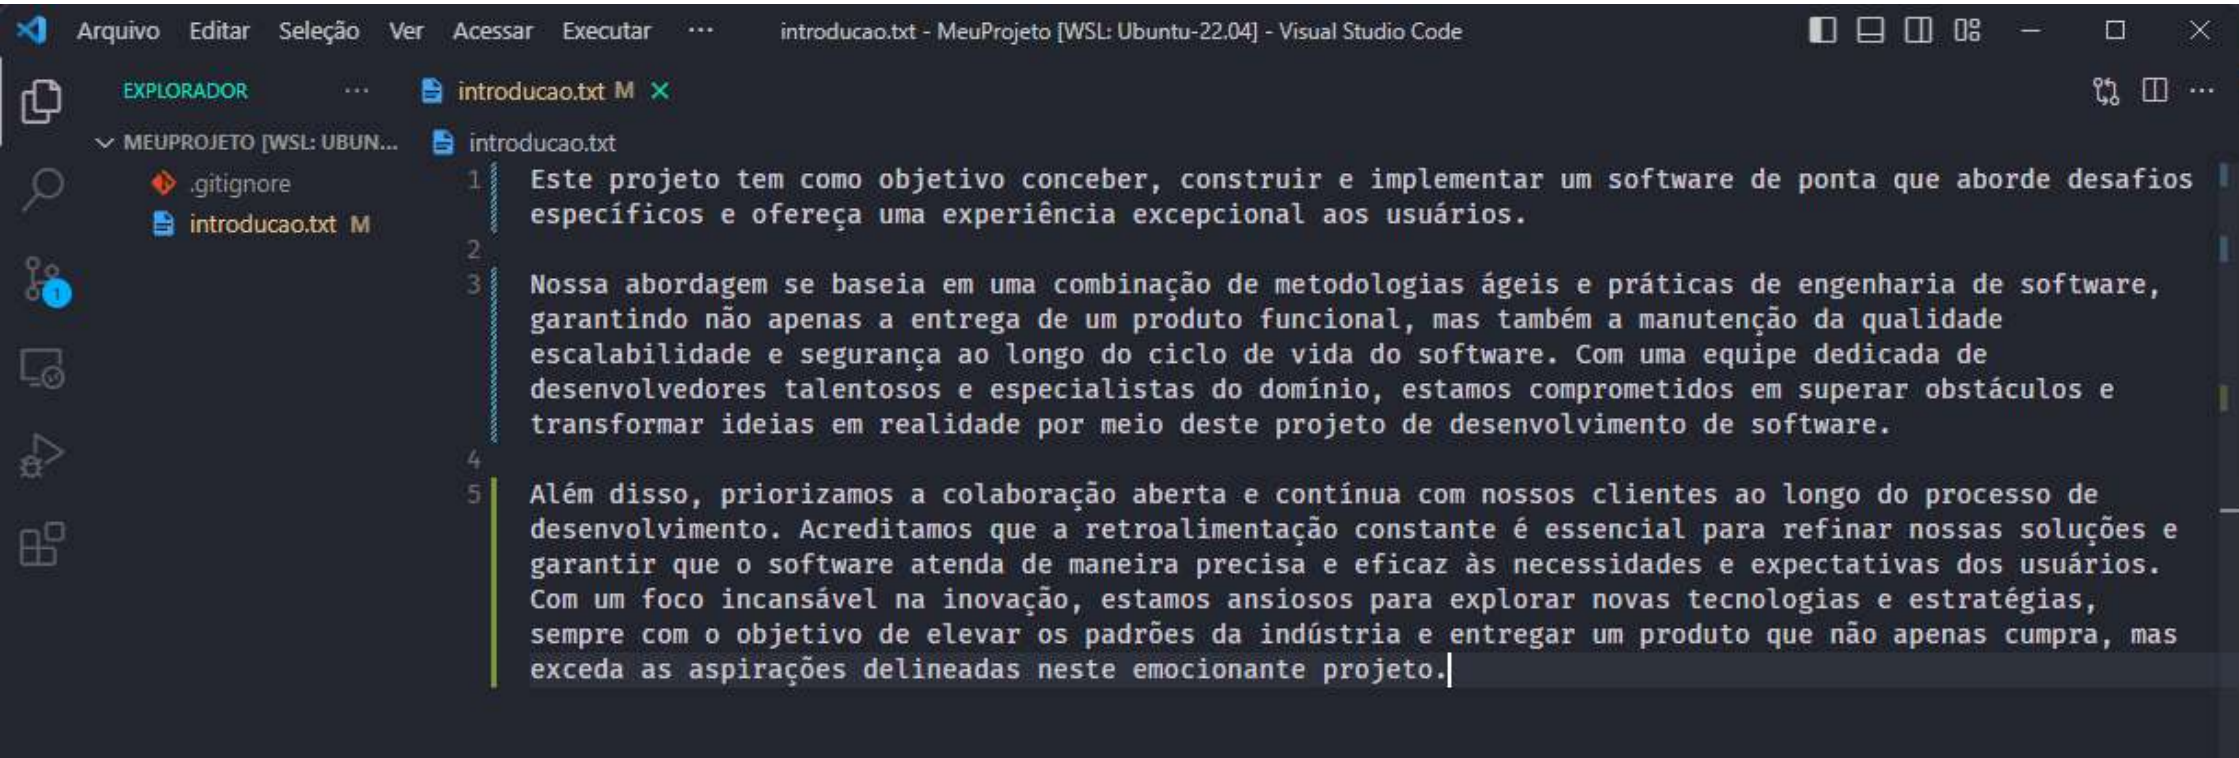 Arquivo Editar Seleção Ver Acessar Executar ··· introducao.txt - MeuProjeto [WSL: Ubuntu-22.04] - Visual Studio Code
EXPLORADOR ··· introducao.txt M
MEUPROJETO [WSL: UBUN... introducao.txt
.gitignore
introducao.txt M
1
1 Este projeto tem como objetivo conceber, construir e implementar um software de ponta que aborde desafios
específicos e ofereça uma experiência excepcional aos usuários.
2
3 Nossa abordagem se baseia em uma combinação de metodologias ágeis e práticas de engenharia de software,
garantindo não apenas a entrega de um produto funcional, mas também a manutenção da qualidade
escalabilidade e segurança ao longo do ciclo de vida do software. Com uma equipe dedicada de
desenvolvedores talentosos e especialistas do domínio, estamos comprometidos em superar obstáculos e
transformar ideias em realidade por meio deste projeto de desenvolvimento de software.
4
5 Além disso, priorizamos a colaboração aberta e contínua com nossos clientes ao longo do processo de
desenvolvimento. Acreditamos que a retroalimentação constante é essencial para refinar nossas soluções e
garantir que o software atenda de maneira precisa e eficaz às necessidades e expectativas dos usuários.
Com um foco incansável na inovação, estamos ansiosos para explorar novas tecnologias e estratégias,
sempre com o objetivo de elevar os padrões da indústria e entregar um produto que não apenas cumpra, mas
exceda as aspirações delineadas neste emocionante projeto.